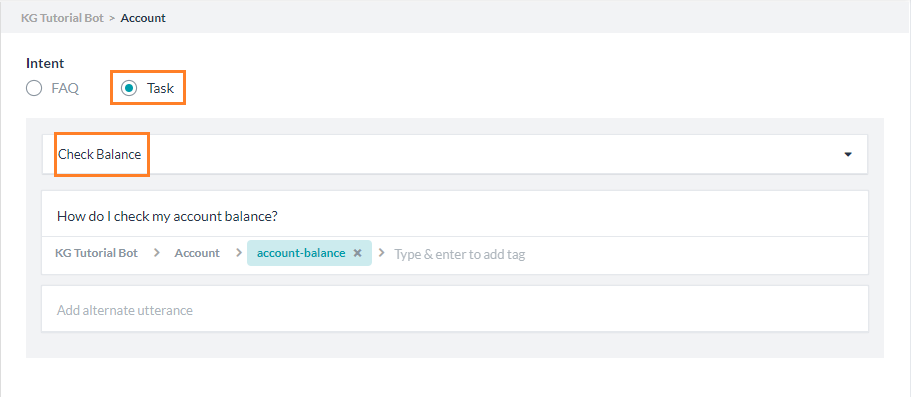 KG Tutorial Bot > Account
Intent
FAQ Task
Check Balance
How do I check my account balance?
KG Tutorial Bot > Account > account-balance × > Type & enter to add tag
Add alternate utterance